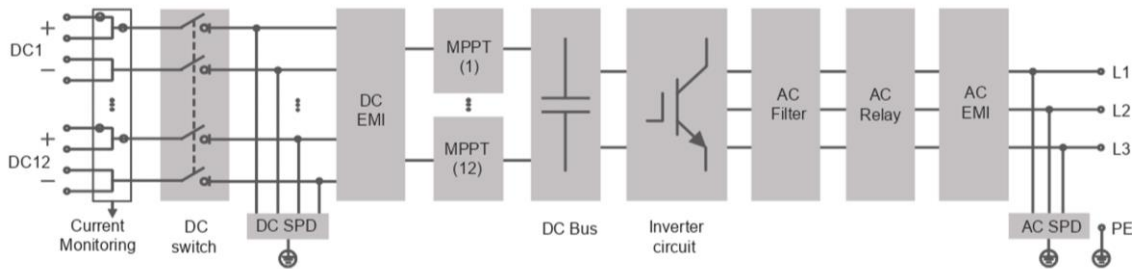 +
DC1
−
+
DC12
−
Current
Monitoring
DC
switch
DC SPD
DC
EMI
MPPT
(1)
MPPT
(12)
DC Bus
Inverter
circuit
AC
Filter
AC
Relay
AC
EMI
L1
L2
L3
AC SPD
PE